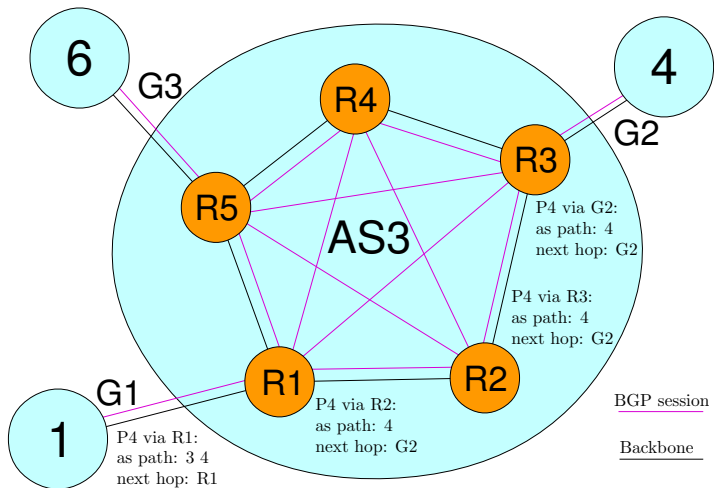 6
G3
4
R4
G2
R3
R5
P4 via G2:
as path: 4
next hop: G2
AS3
P4 via R3:
as path: 4
next hop: G2
R1
R2
G1
P4 via R2:
as path: 4
next hop: G2
BGP session
1
P4 via R1:
as path: 3 4
next hop: R1
Backbone